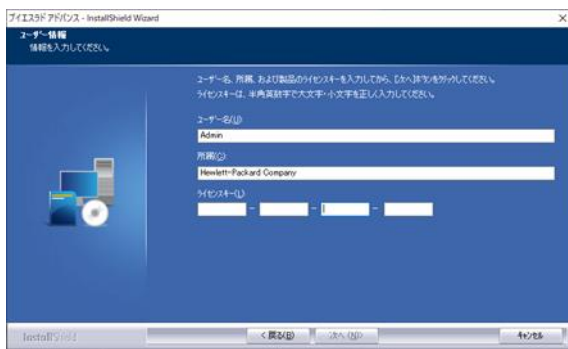 ブイエスラド アドバンス - InstallShield Wizard
ユーザー情報
情報を入力してください。
ユーザー名、所属、および製品のライセンスキーを入力してから、[次へ]ボタンをクリックしてください。
ライセンスキーは、半角英数字で大文字・小文字を正しく入力してください。
ユーザー名(U)
Admin
所属(O)
Hewlett-Packard Company
ライセンスキー(L)
- - -
InstallShield
< 戻る(B)
次へ(N)>
キャンセル